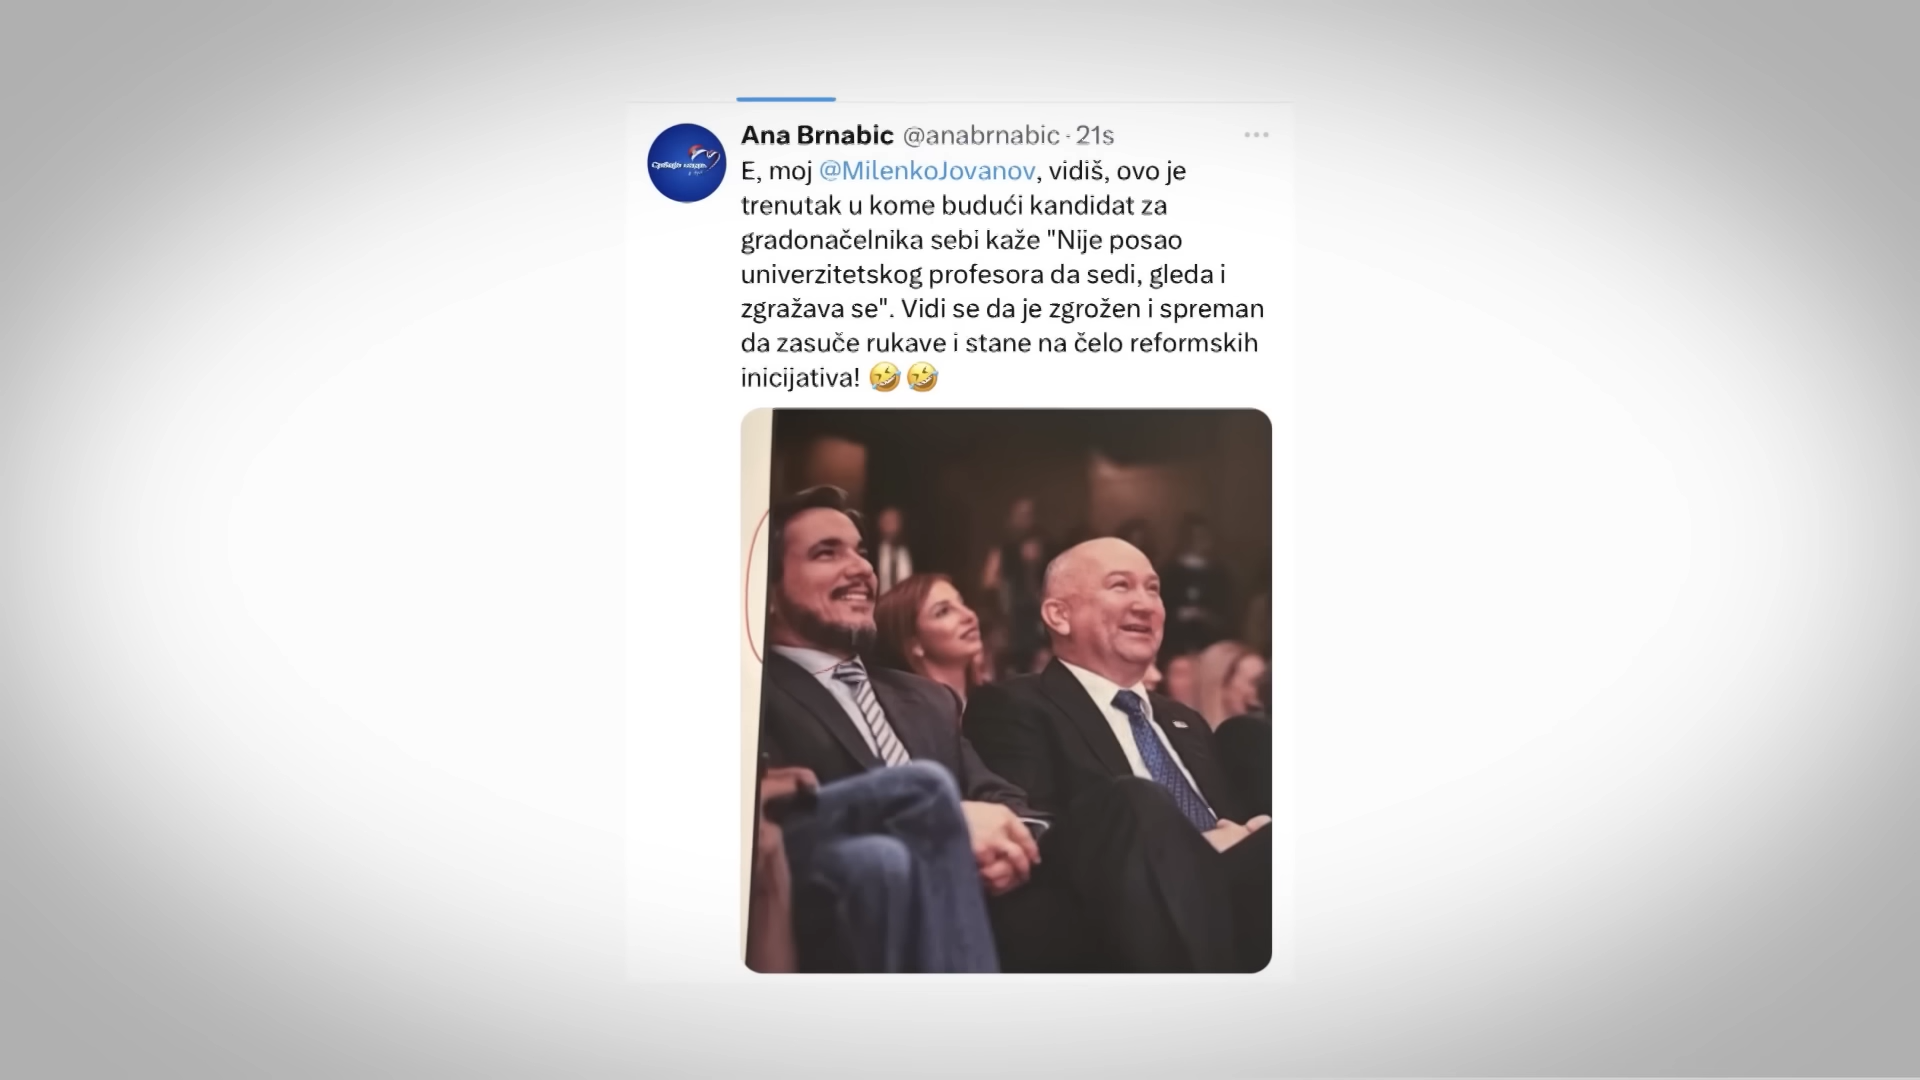 Ana Brnabic @anabrnabic · 21s
E, moj @MilenkoJovanov, vidiš, ovo je
trenutak u kome budući kandidat za
gradonačelnika sebi kaže "Nije posao
univerzitetskog profesora da sedi, gleda i
zgražava se". Vidi se da je zgrožen i spreman
da zasuče rukave i stane na čelo reformskih
inicijativa! 🤣 🤣